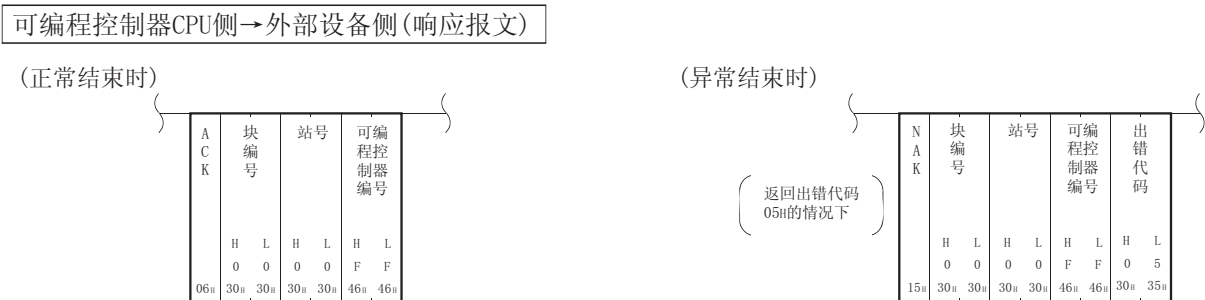 可编程控制器CPU侧→外部设备侧(响应报文)
(正常结束时)
(异常结束时)
A
C
K
块
编
号
站号
可编
程控
制器
编号
H L H L H L
0 0 0 0 F F
06H 30H 30H 30H 30H 46H 46H
返回出错代码
05H的情况下
N
A
K
块
编
号
站号
可编
程控
制器
编号
出
错
代
码
H L H L H L H L
0 0 0 0 F F 0 5
15H 30H 30H 30H 30H 46H 46H 30H 35H